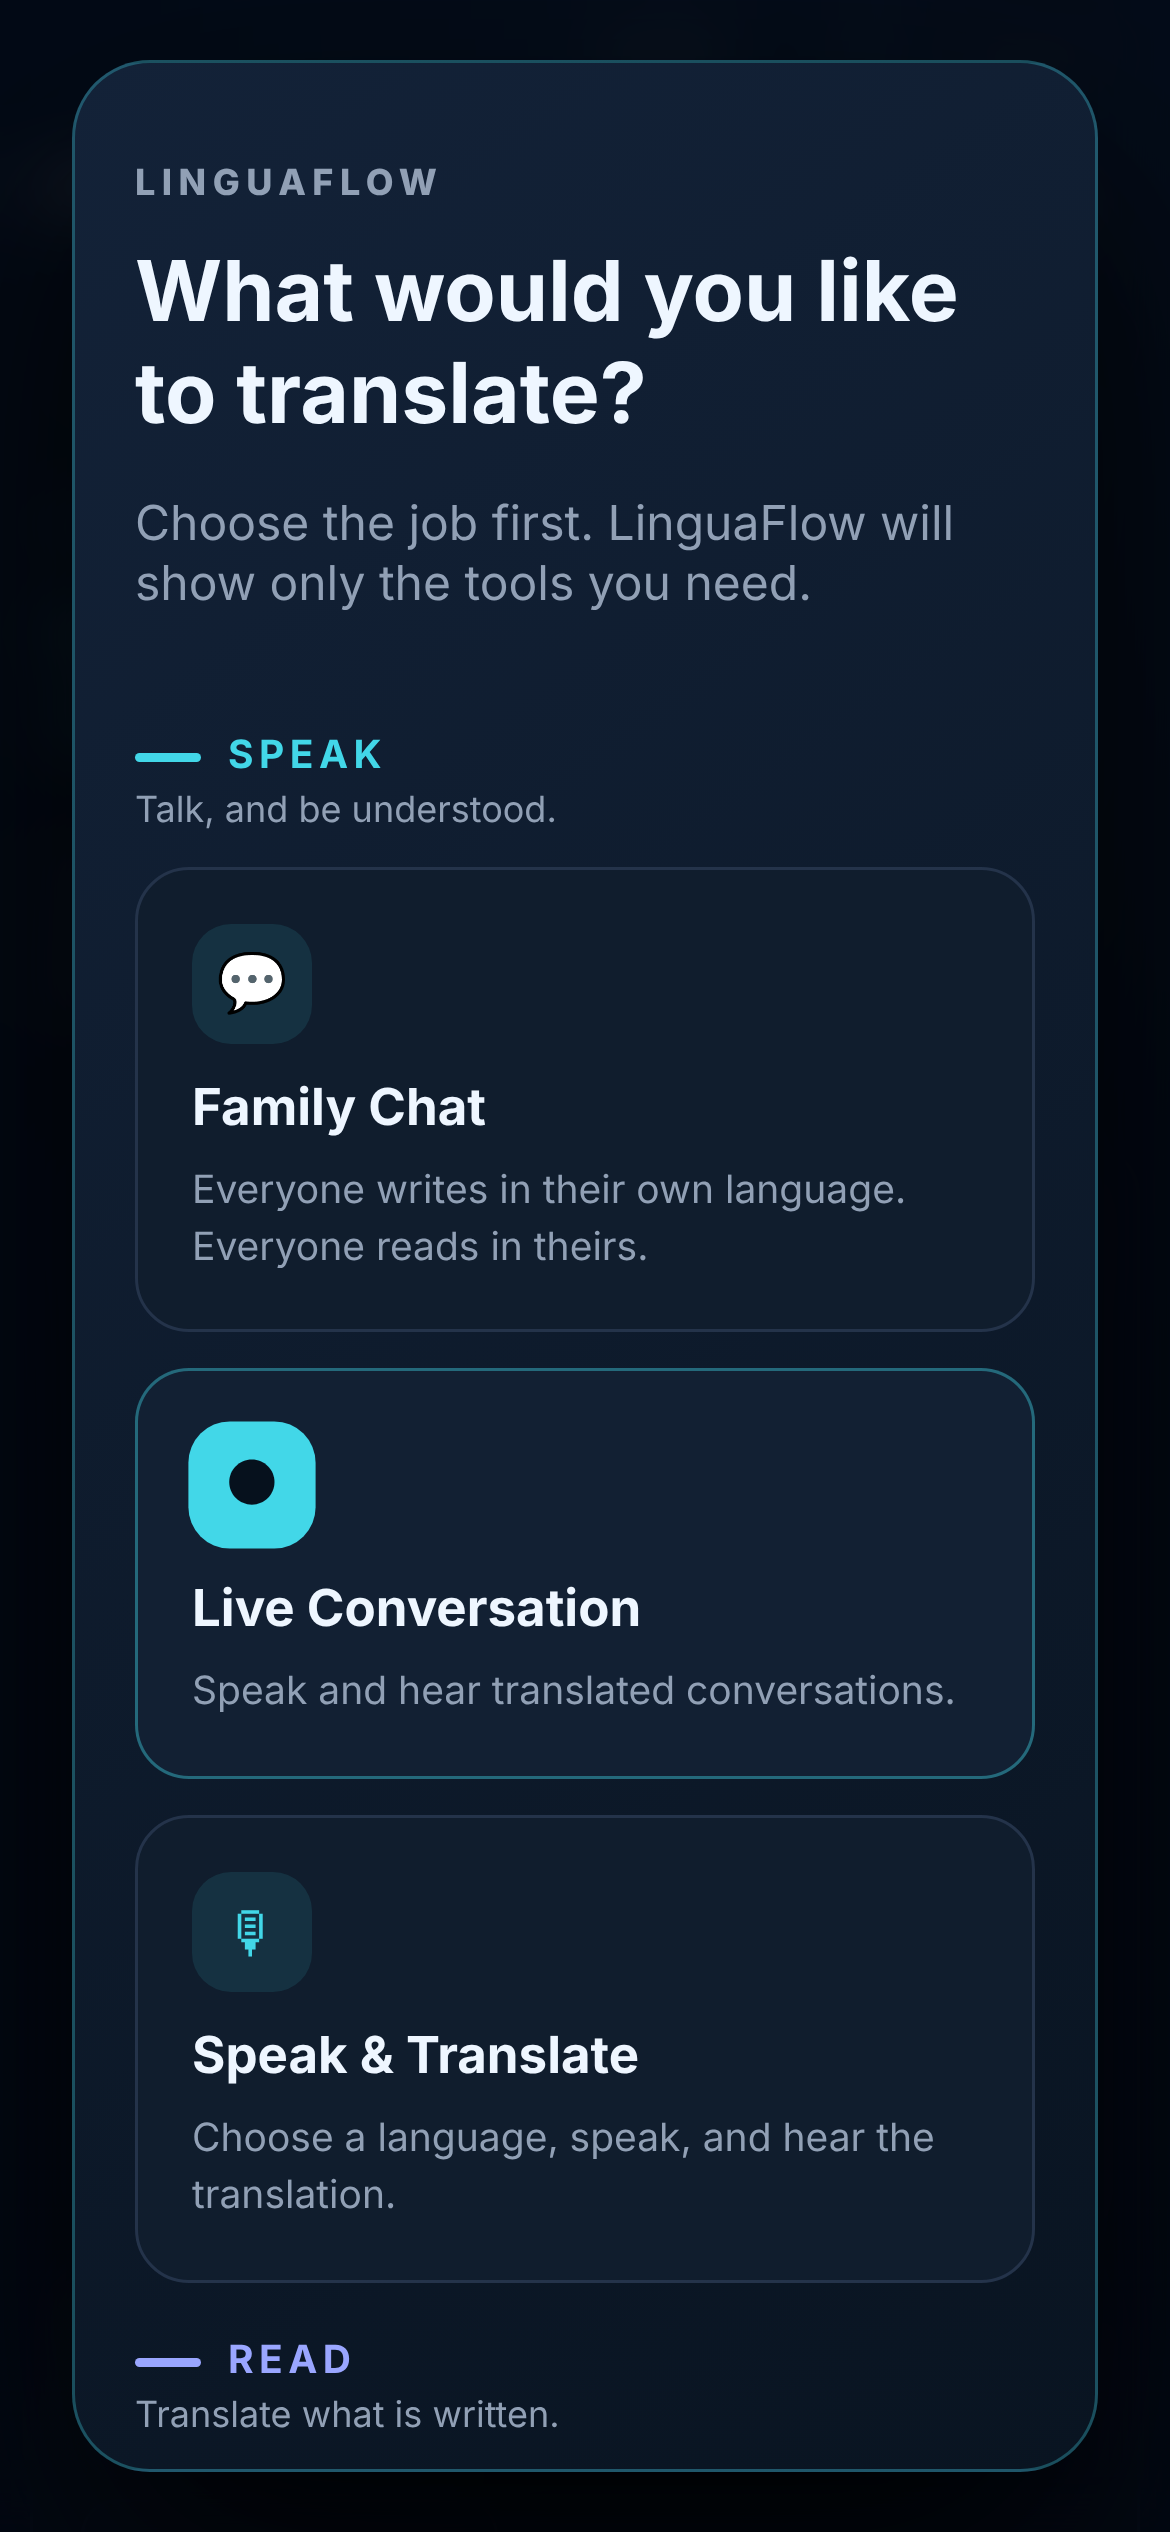 LINGUAFLOW
What would you like
to translate?
Choose the job first. LinguaFlow will
show only the tools you need.
SPEAK
Talk, and be understood.
Family Chat
Everyone writes in their own language.
Everyone reads in theirs.
Live Conversation
Speak and hear translated conversations.
Speak & Translate
Choose a language, speak, and hear the
translation.
READ
Translate what is written.